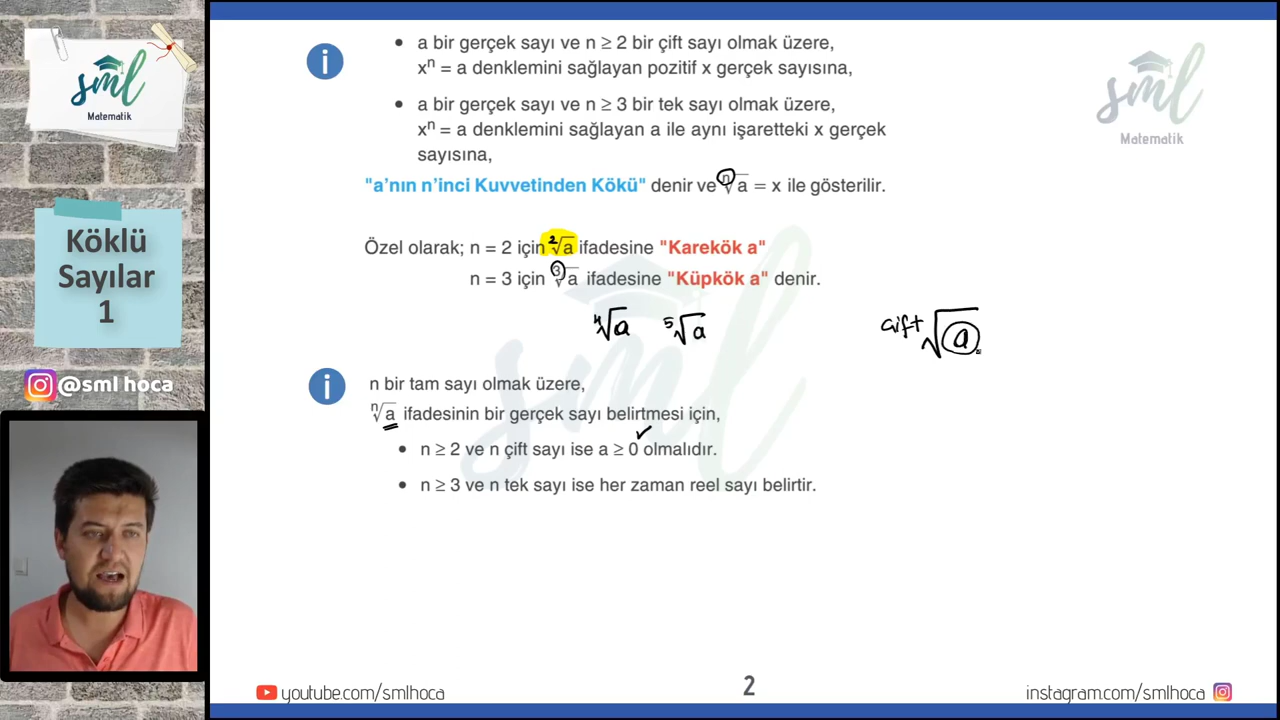 sml
Matematik
Köklü
Sayılar
1
@sml hoca
• a bir gerçek sayı ve n ≥ 2 bir çift sayı olmak üzere,
xⁿ = a denklemini sağlayan pozitif x gerçek sayısına,
• a bir gerçek sayı ve n ≥ 3 bir tek sayı olmak üzere,
xⁿ = a denklemini sağlayan a ile aynı işaretteki x gerçek
sayısına,
"a’nın n’inci Kuvvetinden Kökü" denir ve ⁿ√a = x ile gösterilir.
Özel olarak; n = 2 için ²√a ifadesine "Karekök a"
n = 3 için ³√a ifadesine "Küpkök a" denir.
⁴√a ⁵√a çift√a
n bir tam sayı olmak üzere,
ⁿ√a ifadesinin bir gerçek sayı belirtmesi için,
• n ≥ 2 ve n çift sayı ise a ≥ 0 olmalıdır.
• n ≥ 3 ve n tek sayı ise her zaman reel sayı belirtir.
sml
Matematik
sml
youtube.com/smlhoca
2
instagram.com/smlhoca